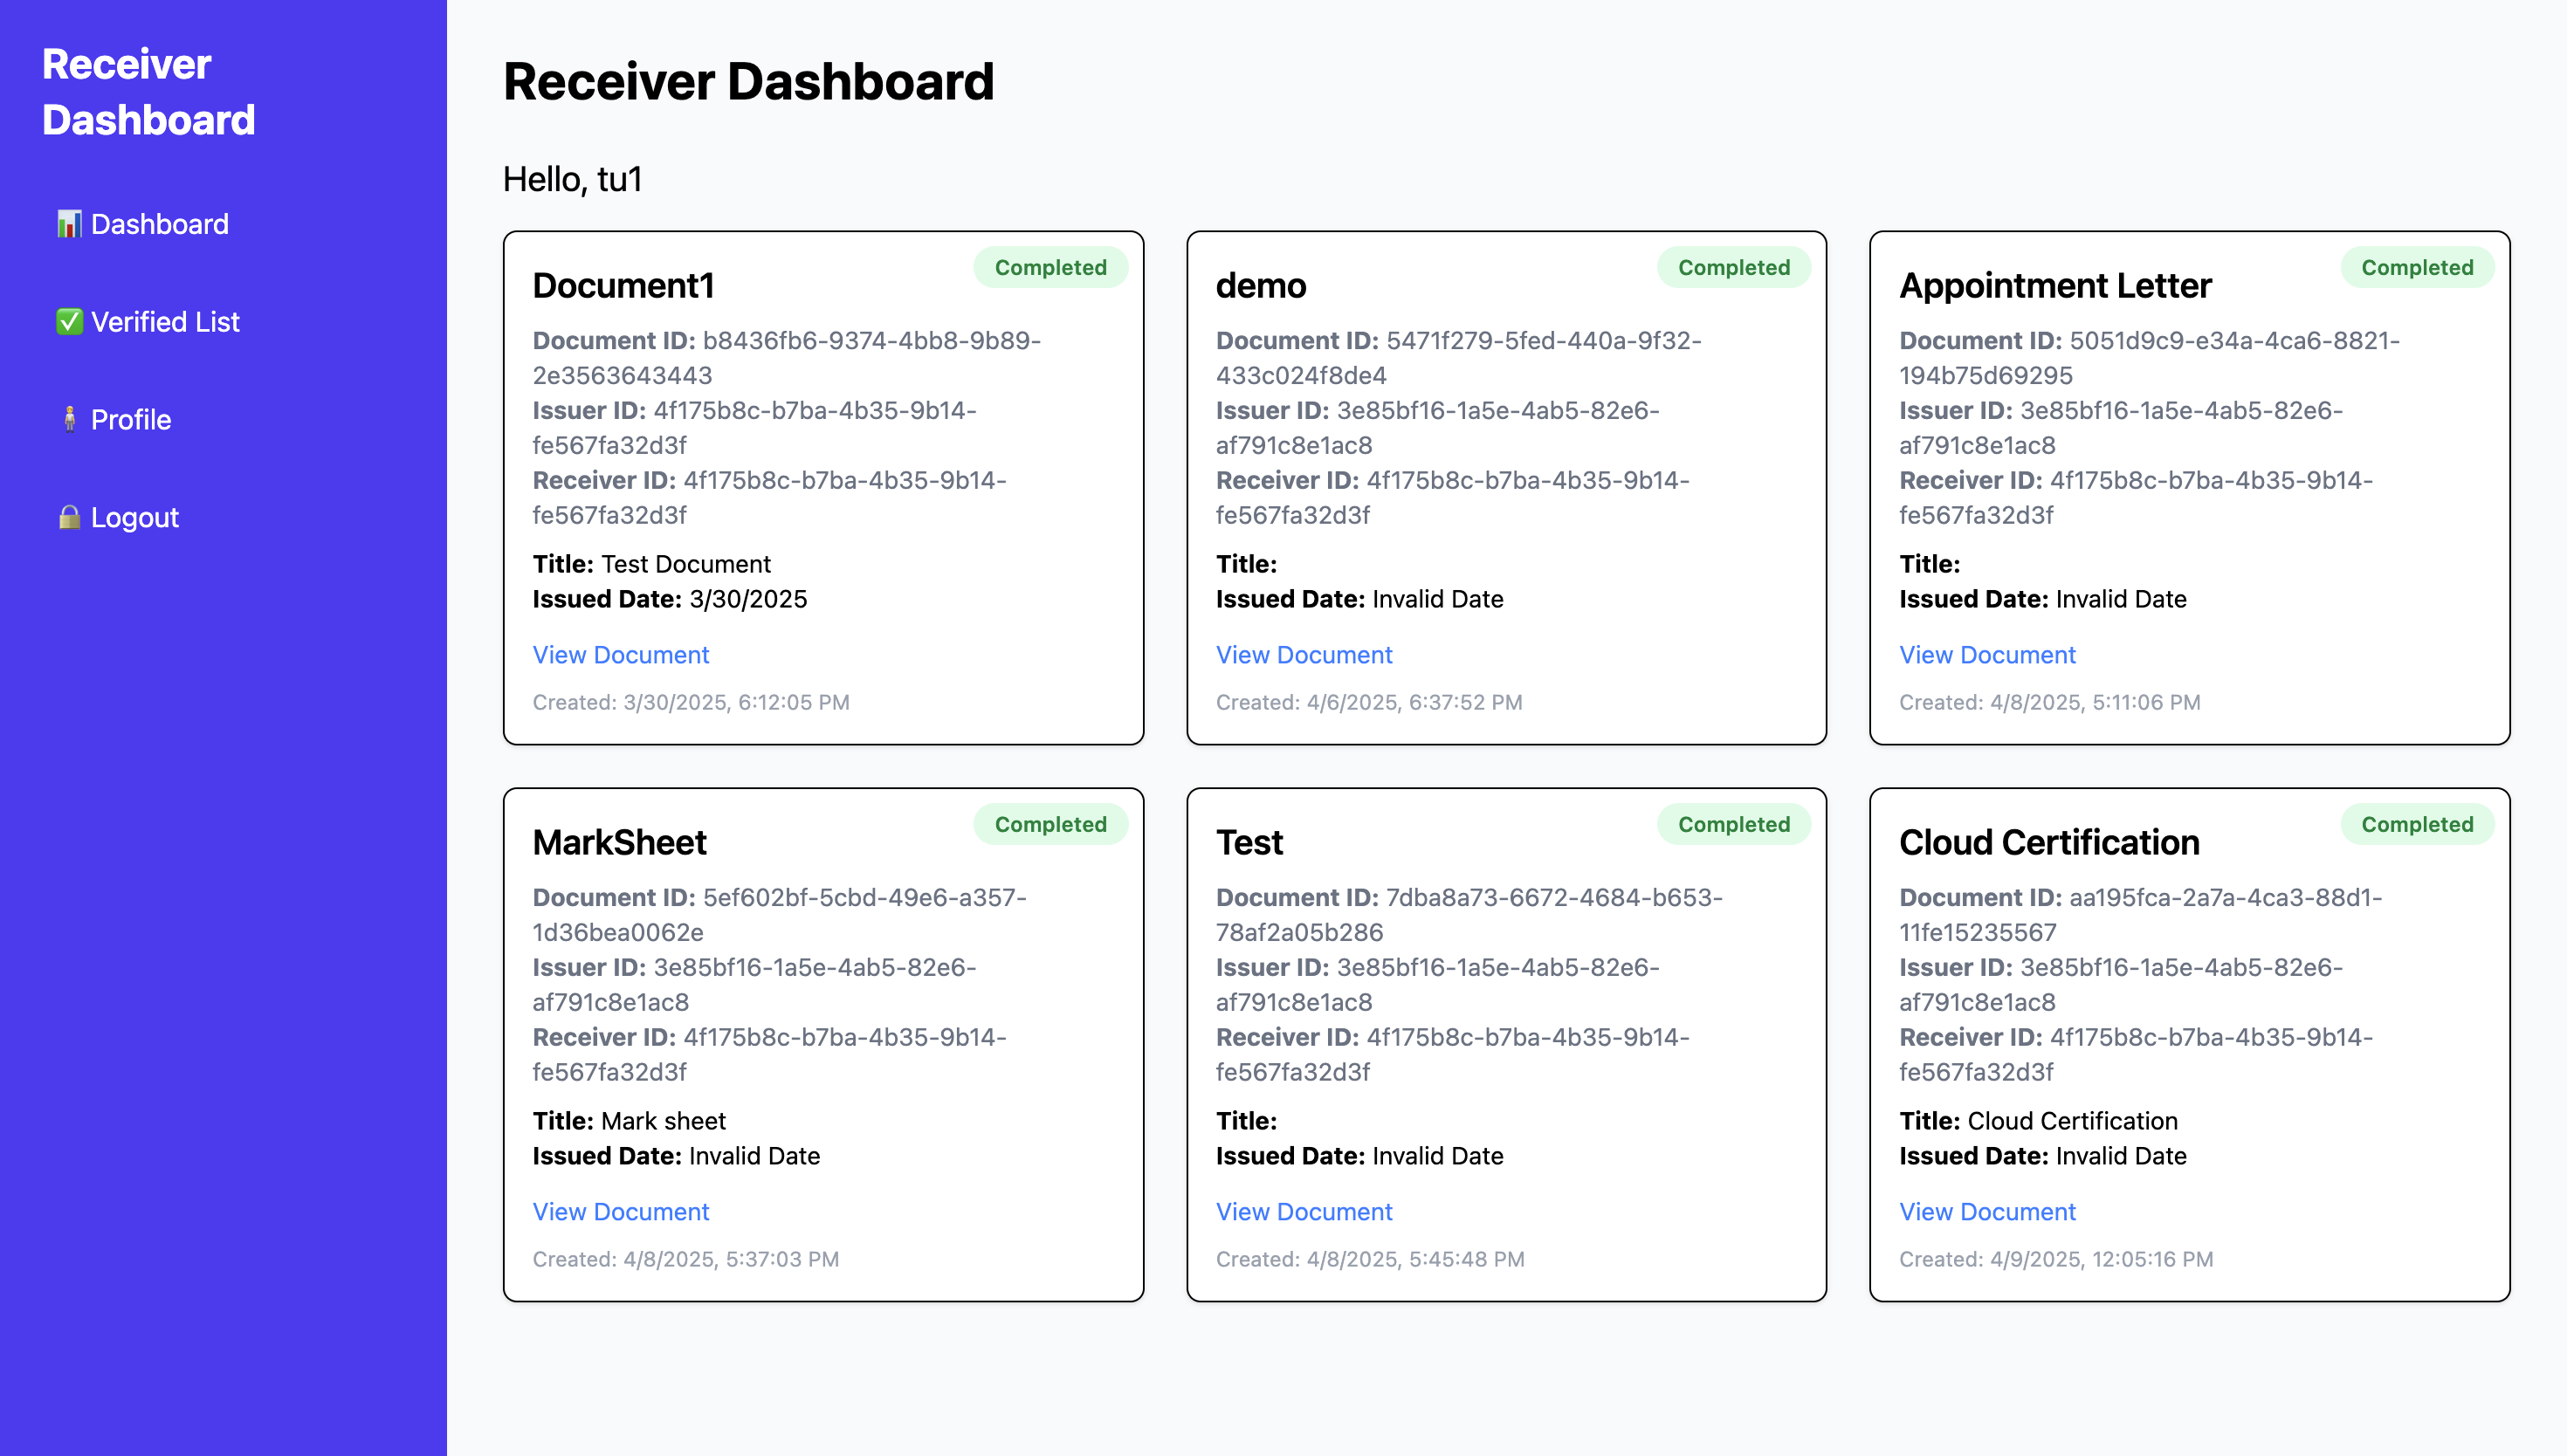 Receiver
Dashboard
📊 Dashboard
✅ Verified List
🧍 Profile
🔒 Logout
Receiver Dashboard
Hello, tu1
Completed
Document1
Document ID: b8436fb6-9374-4bb8-9b89-
2e3563643443
Issuer ID: 4f175b8c-b7ba-4b35-9b14-
fe567fa32d3f
Receiver ID: 4f175b8c-b7ba-4b35-9b14-
fe567fa32d3f
Title: Test Document
Issued Date: 3/30/2025
View Document
Created: 3/30/2025, 6:12:05 PM
Completed
demo
Document ID: 5471f279-5fed-440a-9f32-
433c024f8de4
Issuer ID: 3e85bf16-1a5e-4ab5-82e6-
af791c8e1ac8
Receiver ID: 4f175b8c-b7ba-4b35-9b14-
fe567fa32d3f
Title:
Issued Date: Invalid Date
View Document
Created: 4/6/2025, 6:37:52 PM
Completed
Appointment Letter
Document ID: 5051d9c9-e34a-4ca6-8821-
194b75d69295
Issuer ID: 3e85bf16-1a5e-4ab5-82e6-
af791c8e1ac8
Receiver ID: 4f175b8c-b7ba-4b35-9b14-
fe567fa32d3f
Title:
Issued Date: Invalid Date
View Document
Created: 4/8/2025, 5:11:06 PM
Completed
MarkSheet
Document ID: 5ef602bf-5cbd-49e6-a357-
1d36bea0062e
Issuer ID: 3e85bf16-1a5e-4ab5-82e6-
af791c8e1ac8
Receiver ID: 4f175b8c-b7ba-4b35-9b14-
fe567fa32d3f
Title: Mark sheet
Issued Date: Invalid Date
View Document
Created: 4/8/2025, 5:37:03 PM
Completed
Test
Document ID: 7dba8a73-6672-4684-b653-
78af2a05b286
Issuer ID: 3e85bf16-1a5e-4ab5-82e6-
af791c8e1ac8
Receiver ID: 4f175b8c-b7ba-4b35-9b14-
fe567fa32d3f
Title:
Issued Date: Invalid Date
View Document
Created: 4/8/2025, 5:45:48 PM
Completed
Cloud Certification
Document ID: aa195fca-2a7a-4ca3-88d1-
11fe15235567
Issuer ID: 3e85bf16-1a5e-4ab5-82e6-
af791c8e1ac8
Receiver ID: 4f175b8c-b7ba-4b35-9b14-
fe567fa32d3f
Title: Cloud Certification
Issued Date: Invalid Date
View Document
Created: 4/9/2025, 12:05:16 PM